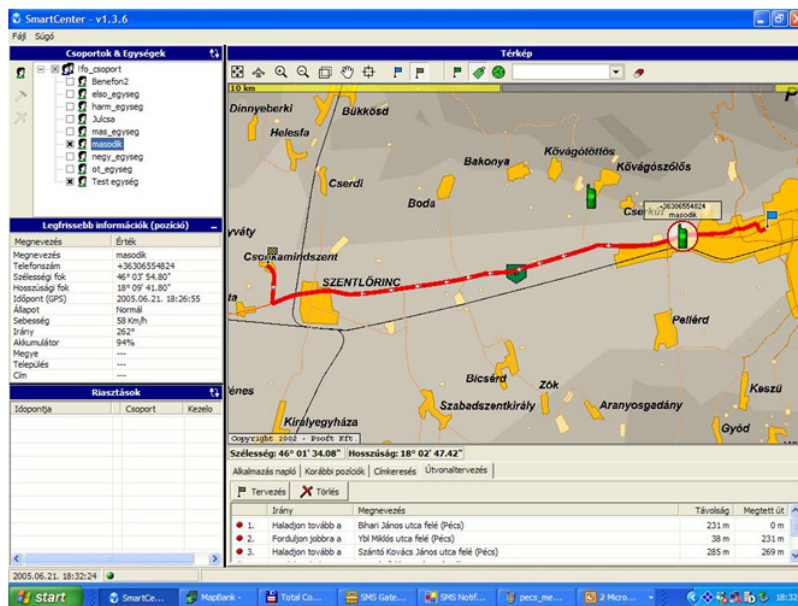 SmartCenter - v1.3.6
Fájl Súgó
Csoportok & Egységek
!fo_csoport
Benefon2
elso_egyseg
harm_egyseg
Julcsa
mas_egyseg
masodik
negy_egyseg
ot_egyseg
Test egység
Legfrissebb információk (pozíció)
Megnevezés Érték
Megnevezés masodik
Telefonszám +36306554824
Szélességi fok 46° 03' 54.80"
Hosszúsági fok 18° 09' 41.80"
Időpont (GPS) 2005.06.21. 18:26:55
Állapot Normál
Sebesség 58 Km/h
Irány 262°
Akkumulátor 94%
Megye ---
Település ---
Cím ---
Riasztások
Idopontja Csoport Kezelo
Térkép
10 km
Dinnyeberki
Bükkösd
Helesfa
Cserdi
Boda
Bakonya
Kővágótöttös
Kővágószőlős
Cserkút
+36306554824
masodik
Csonkamindszent
SZENTLŐRINC
Pellérd
Bicsérd
Zók
Szabadszentkirály
Aranyosgadány
Keszü
Gyód
Királyegyháza
Copyright 2002 - Psoft Kft.
Szélesség: 46° 01' 34.08" Hosszúság: 18° 02' 47.42"
Alkalmazás napló Korábbi pozíciók Címkeresés Útvonaltervezés
Tervezés Törlés
Irány Megnevezés Távolság Megtett út
1. Haladjon tovább a Bihari János utca felé (Pécs) 231 m 0 m
2. Forduljon jobbra a Ybl Miklós utca felé (Pécs) 38 m 231 m
3. Haladjon tovább a Szántó Kovács János utca felé (Pécs) 285 m 269 m
2005.06.21. 18:32:24
start SmartCe... MapBank - Total Co... SMS Gate... SMS Notif... pecs_me... 2 Micro... 18:32